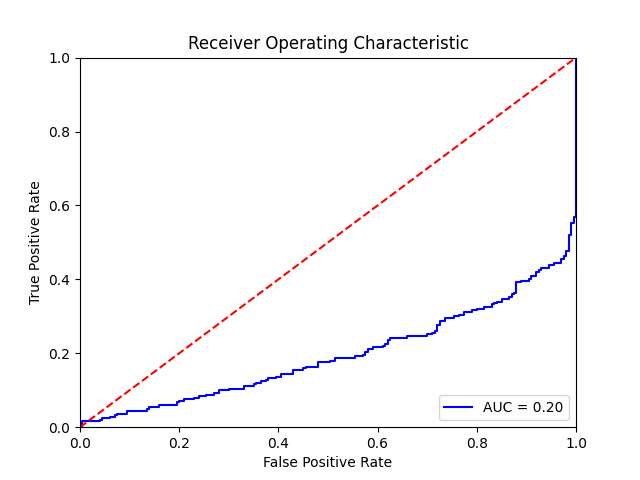 Receiver Operating Characteristic
1.0
0.8
0.6
0.4
0.2
0.0
True Positive Rate
AUC = 0.20
0.0 0.2 0.4 0.6 0.8 1.0
False Positive Rate